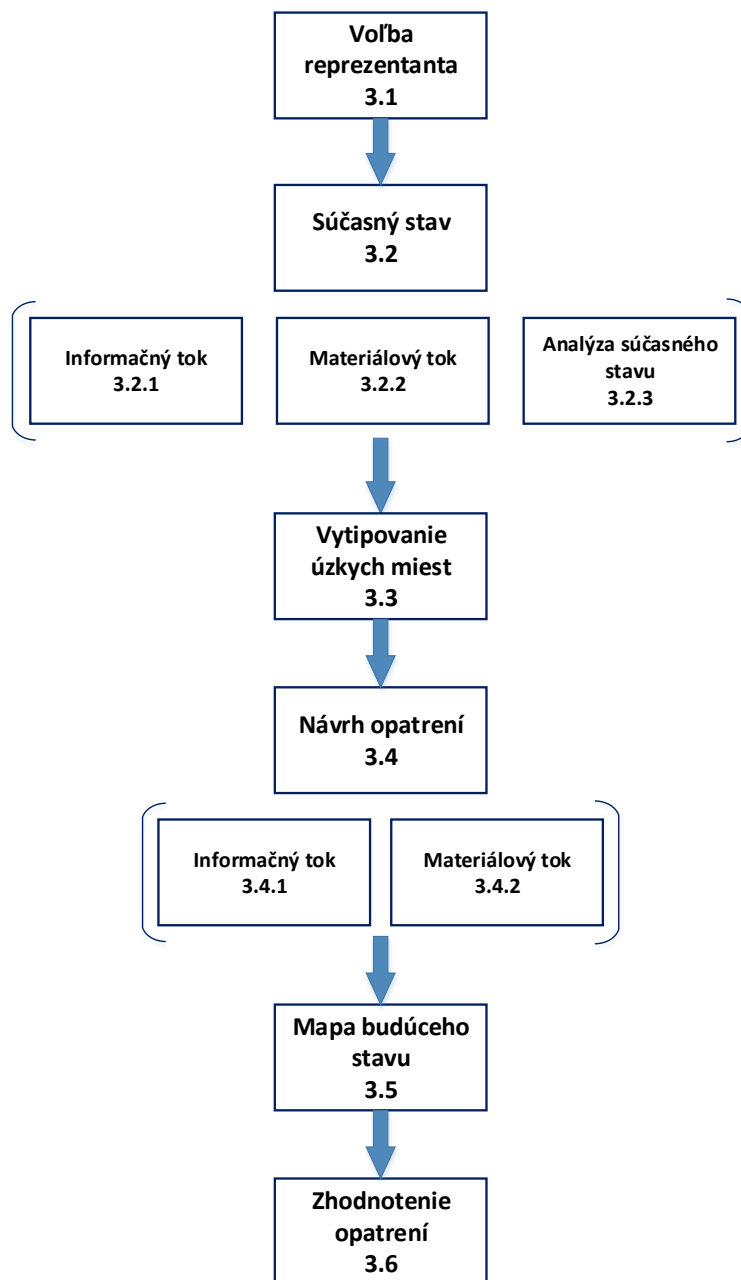 Voľba
reprezentanta
3.1
Súčasný stav
3.2
Informačný tok
3.2.1
Materiálový tok
3.2.2
Analýza súčasného
stavu
3.2.3
Vytipovanie
úzkych miest
3.3
Návrh opatrení
3.4
Informačný tok
3.4.1
Materiálový tok
3.4.2
Mapa budúceho
stavu
3.5
Zhodnotenie
opatrení
3.6